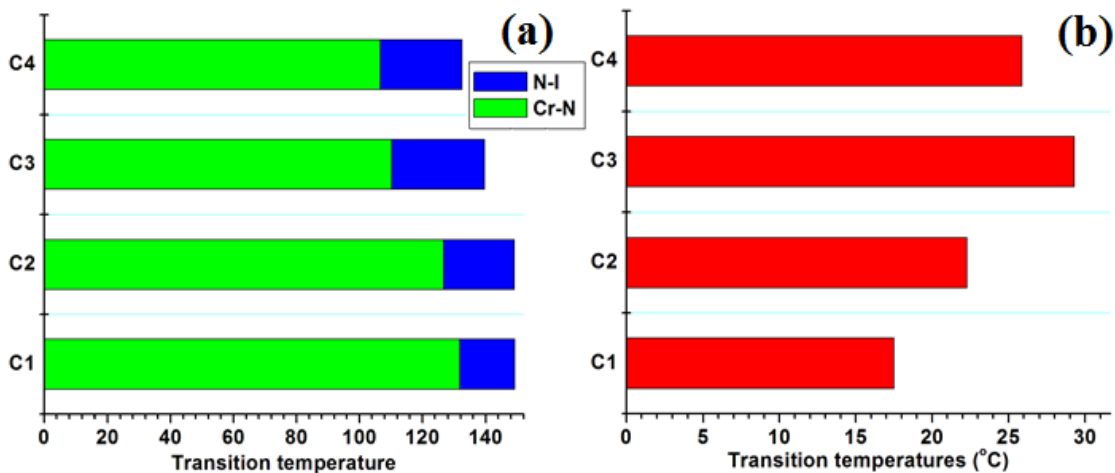 (a)
C4
C3
C2
C1
N-I
Cr-N
0 20 40 60 80 100 120 140
Transition temperature
(b)
C4
C3
C2
C1
0 5 10 15 20 25 30
Transition temperatures (°C)